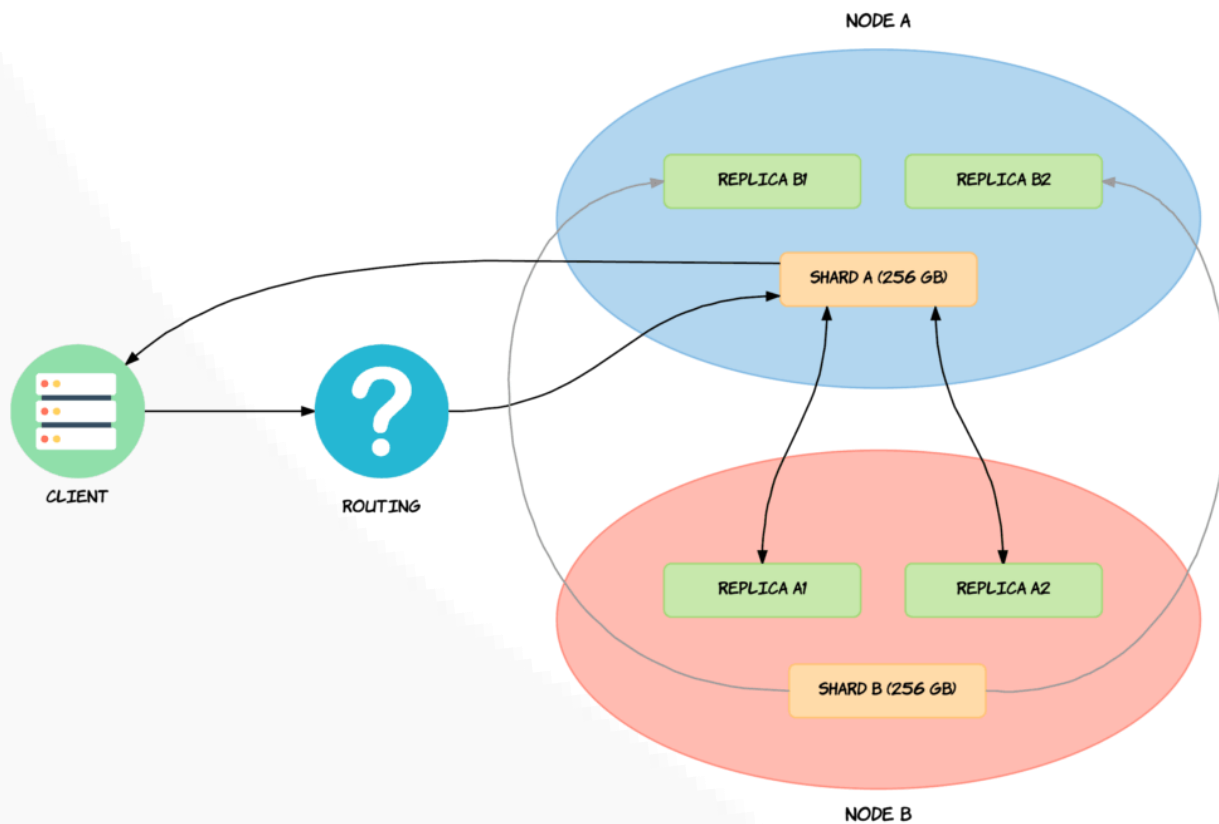 NODE A
REPLICA B1
REPLICA B2
SHARD A (256 GB)
CLIENT
ROUTING
REPLICA A1
REPLICA A2
SHARD B (256 GB)
NODE B